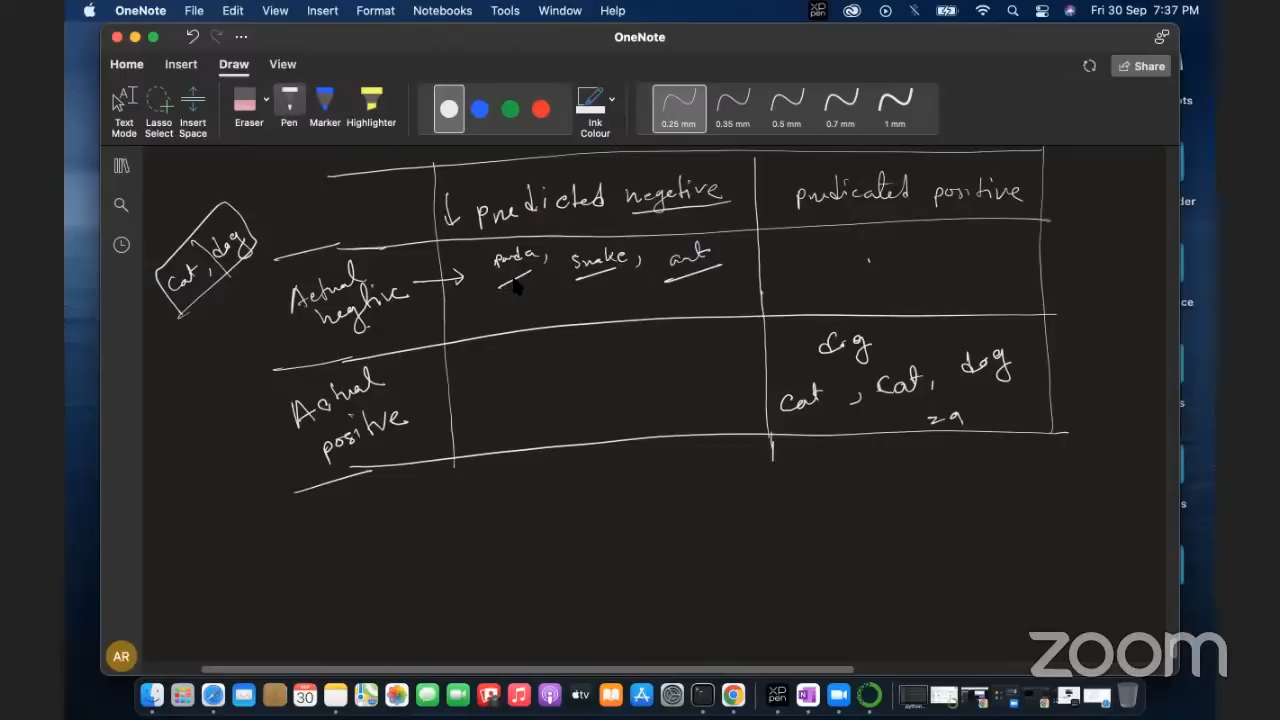 OneNote File Edit View Insert Format Notebooks Tools Window Help Fri 30 Sep 7:37 PM
OneNote
Home Insert Draw View Share
Text Mode
Lasso Select
Insert Space
Eraser
Pen
Marker
Highlighter
Ink Colour
0.25 mm 0.35 mm 0.5 mm 0.7 mm 1 mm
↓ predicted negetive predicated positive
cat, dog
Actual negtive → panda, snake, ant
Actual positive
dog
cat, cat, dog
AR
zoom